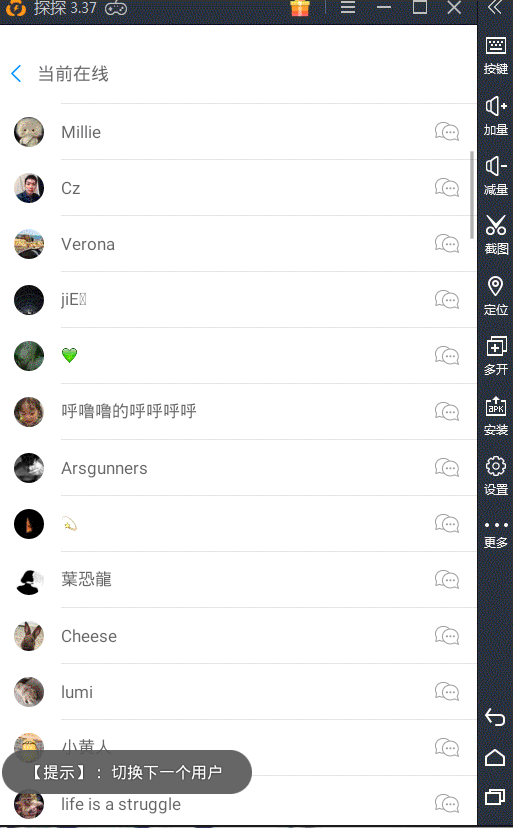 探探 3.37
当前在线
按键
Millie
加量
Cz
减量
Verona
截图
jiE
定位
💚
多开
呼噜噜的呼呼呼呼
安装
Arsgunners
设置
💫
更多
葉恐龍
Cheese
lumi
小黄人
【提示】：切换下一个用户
life is a struggle